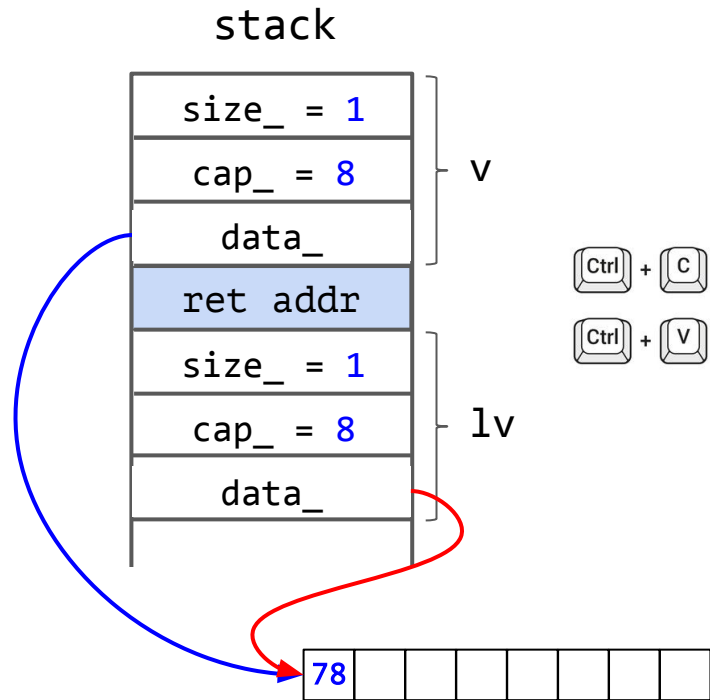 stack
size_ = 1
cap_ = 8
data_
v
ret addr
size_ = 1
cap_ = 8
data_
lv
Ctrl + C
Ctrl + V
78